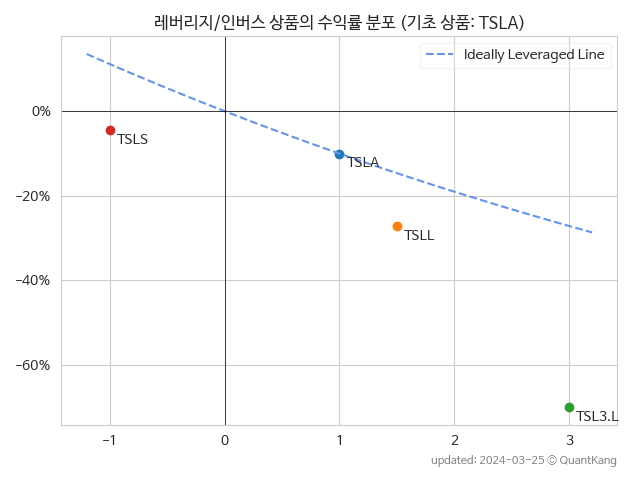 레버리지/인버스 상품의 수익률 분포 (기초 상품: TSLA)
Ideally Leveraged Line
0%
TSLS
TSLA
−20%
TSLL
−40%
−60%
TSL3.L
−1 0 1 2 3
updated: 2024-03-25 © QuantKang